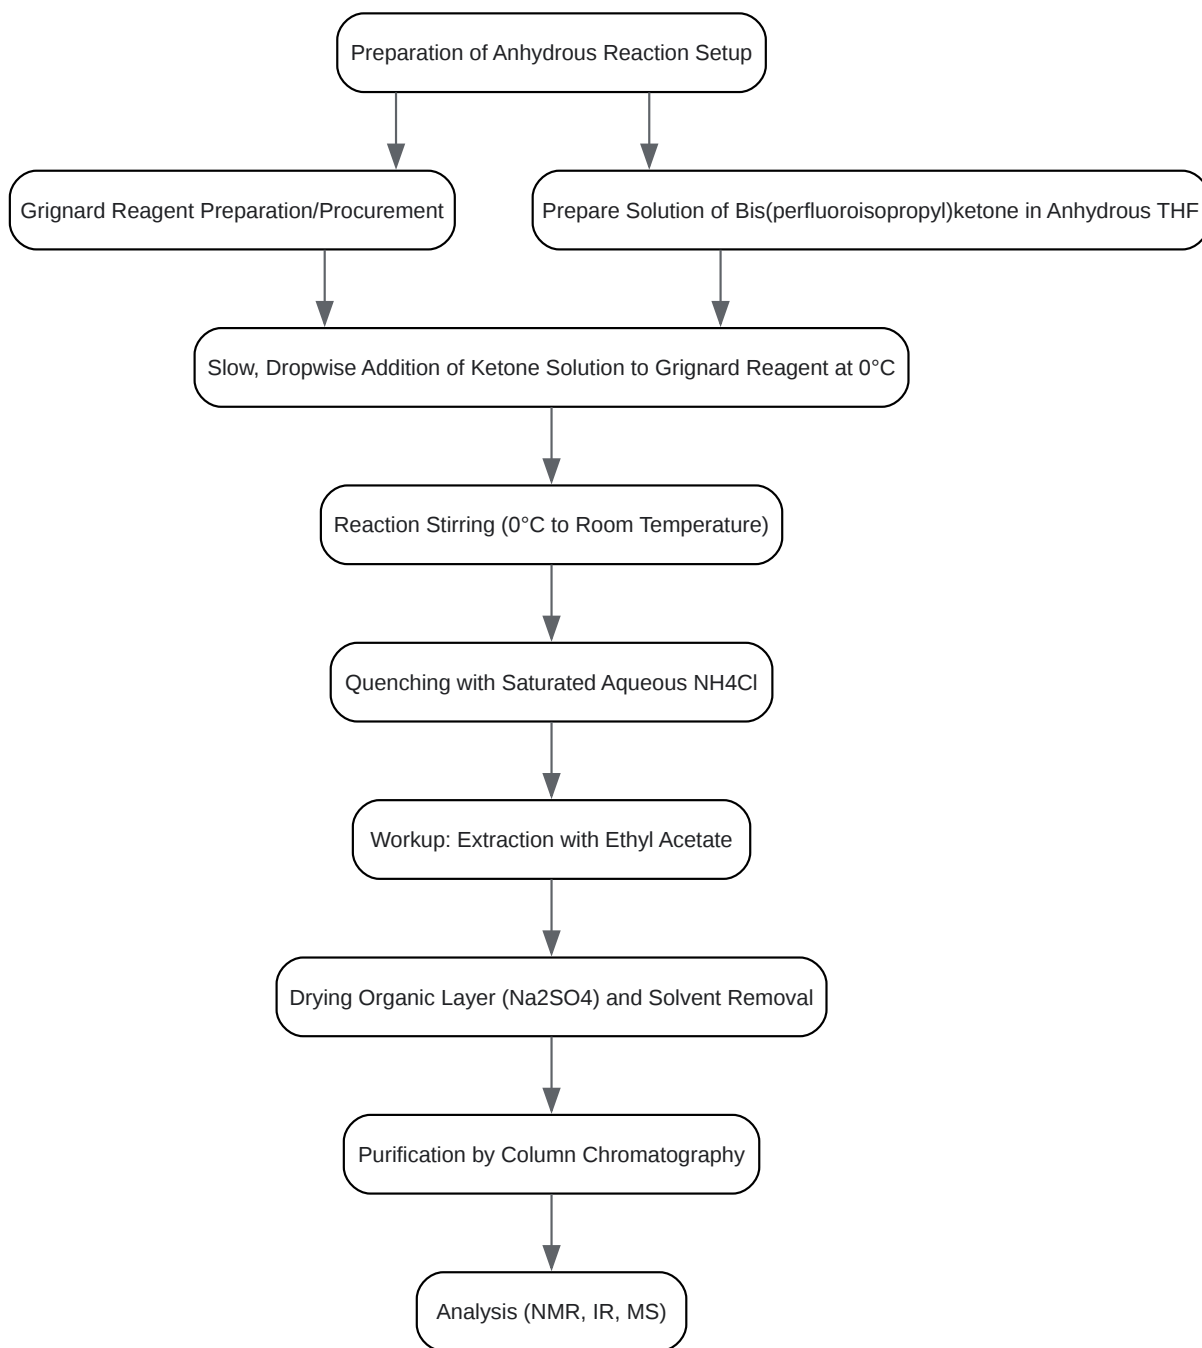 Preparation of Anhydrous Reaction Setup
Grignard Reagent Preparation/Procurement
Prepare Solution of Bis(perfluoroisopropyl)ketone in Anhydrous THF
Slow, Dropwise Addition of Ketone Solution to Grignard Reagent at 0°C
Reaction Stirring (0°C to Room Temperature)
Quenching with Saturated Aqueous NH4Cl
Workup: Extraction with Ethyl Acetate
Drying Organic Layer (Na2SO4) and Solvent Removal
Purification by Column Chromatography
Analysis (NMR, IR, MS)